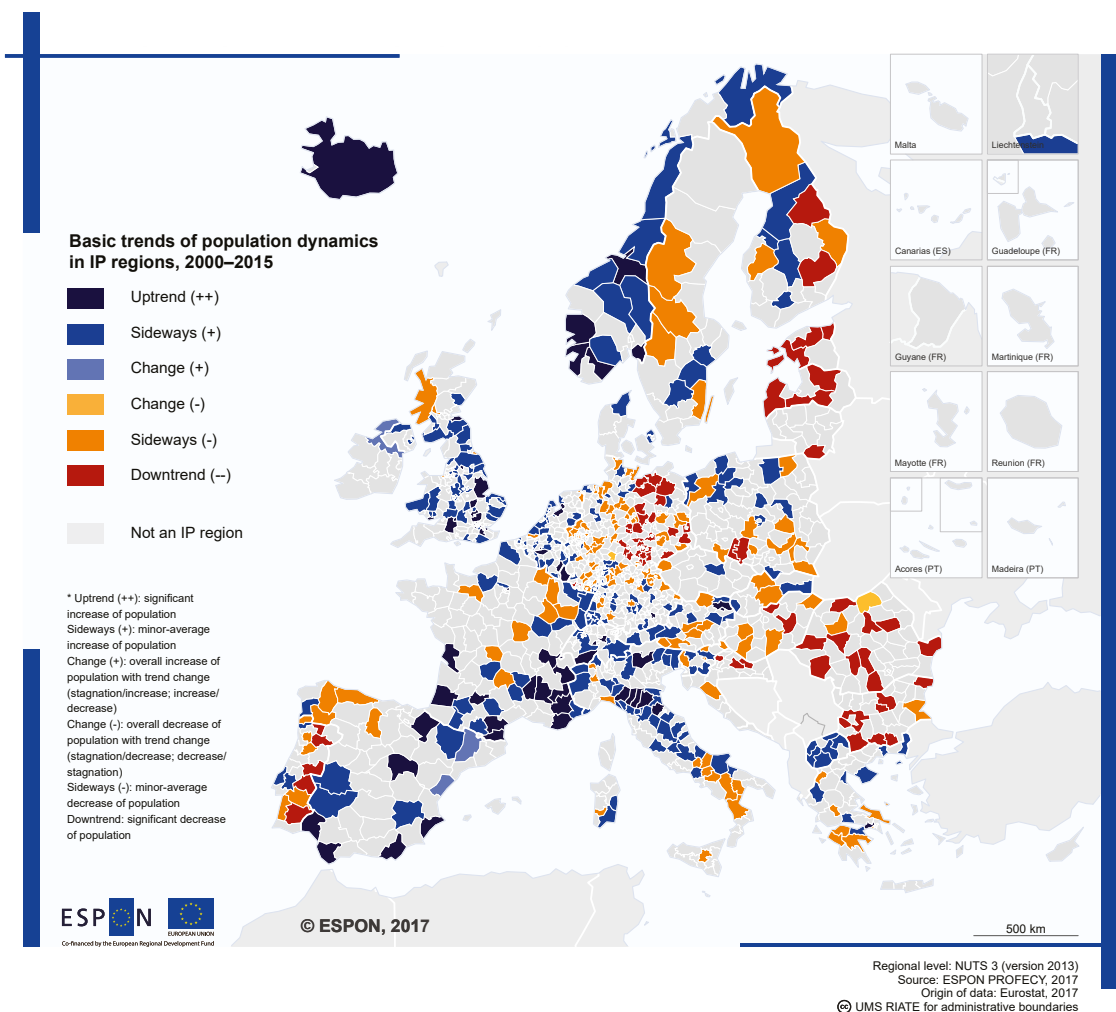 Basic trends of population dynamics
in IP regions, 2000–2015
Uptrend (++)
Sideways (+)
Change (+)
Change (-)
Sideways (-)
Downtrend (--)
Not an IP region
* Uptrend (++): significant
increase of population
Sideways (+): minor-average
increase of population
Change (+): overall increase of
population with trend change
(stagnation/increase; increase/
decrease)
Change (-): overall decrease of
population with trend change
(stagnation/decrease; decrease/
stagnation)
Sideways (-): minor-average
decrease of population
Downtrend: significant decrease
of population
Malta
Canarias (ES)
Guadeloupe (FR)
Guyane (FR)
Martinique (FR)
Mayotte (FR)
Reunion (FR)
Acores (PT)
Madeira (PT)
ESPON
EUROPEAN UNION
Co-financed by the European Regional Development Fund
© ESPON, 2017
500 km
Regional level: NUTS 3 (version 2013)
Source: ESPON PROFECY, 2017
Origin of data: Eurostat, 2017
UMS RIATE for administrative boundaries